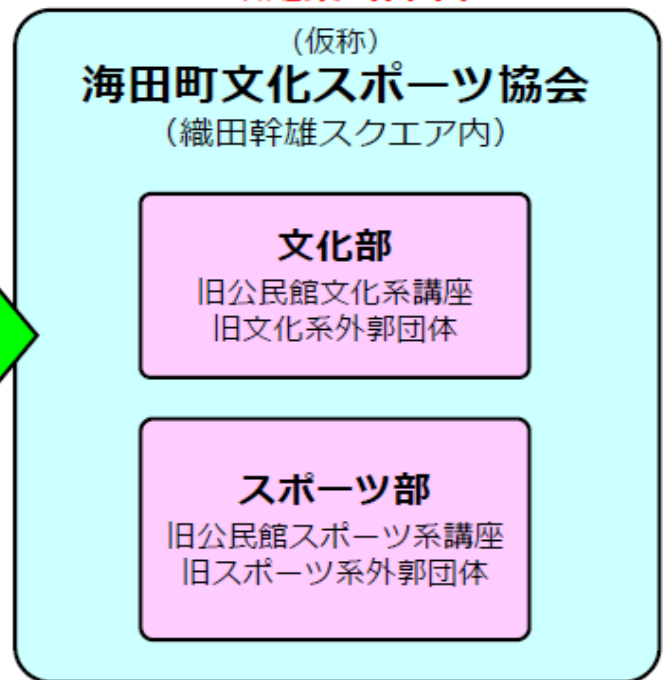 (仮称)
海田町文化スポーツ協会
(織田幹雄スクエア内)
文化部
旧公民館文化系講座
旧文化系外郭団体
スポーツ部
旧公民館スポーツ系講座
旧スポーツ系外郭団体